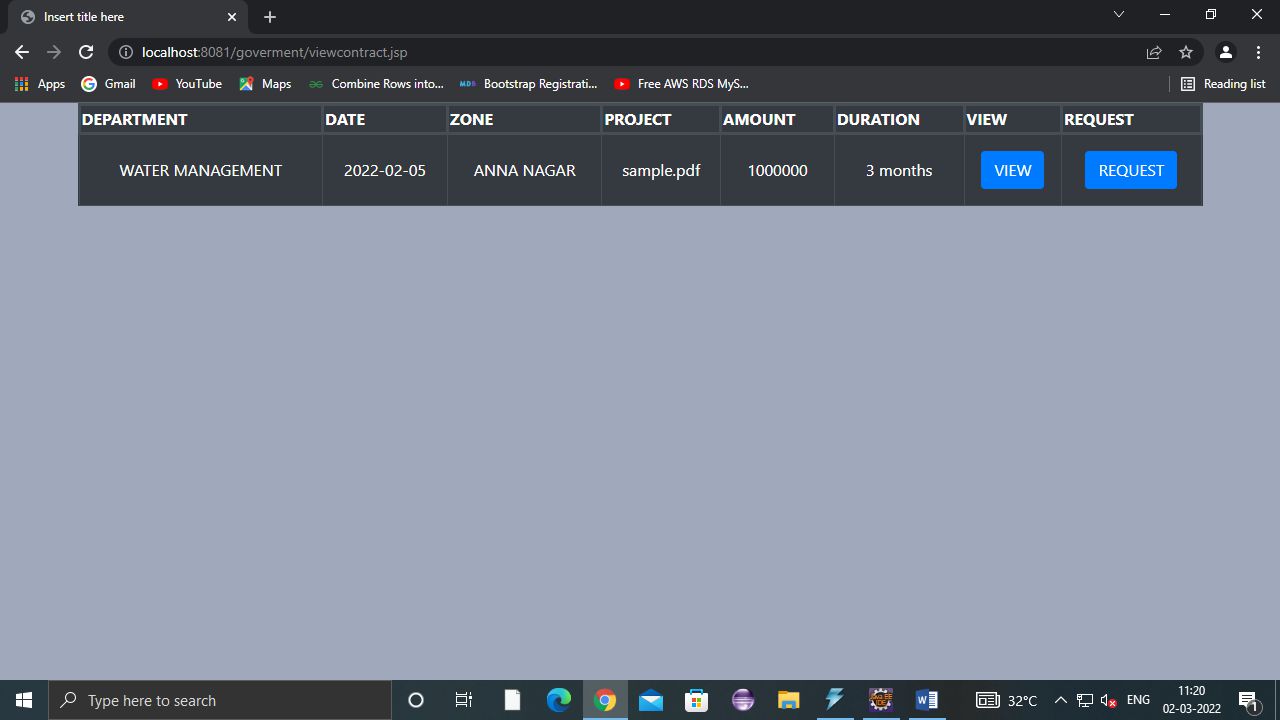 Insert title here
localhost:8081/goverment/viewcontract.jsp
Apps Gmail YouTube Maps Combine Rows into... MDB Bootstrap Registrati... Free AWS RDS MyS... Reading list
DEPARTMENT DATE ZONE PROJECT AMOUNT DURATION VIEW REQUEST
WATER MANAGEMENT 2022-02-05 ANNA NAGAR sample.pdf 1000000 3 months VIEW REQUEST
Type here to search 32°C ENG 11:20
02-03-2022 1